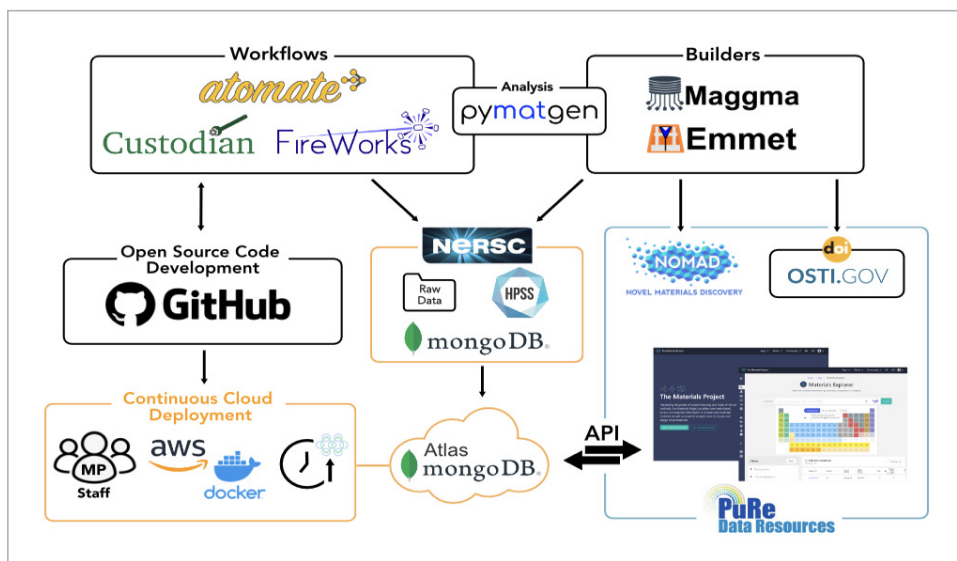 Workflows
atomate
Custodian
FireWorks
Analysis
pymatgen
Builders
Maggma
Emmet
Open Source Code
Development
GitHub
NERSC
Raw
Data
HPSS
mongoDB®
NOMAD
NOVEL MATERIALS DISCOVERY
doi
OSTI.GOV
Continuous Cloud
Deployment
MP
Staff
aws
docker
Atlas
mongoDB®
API
The Materials Project
Materials Explorer
PuRe
Data Resources